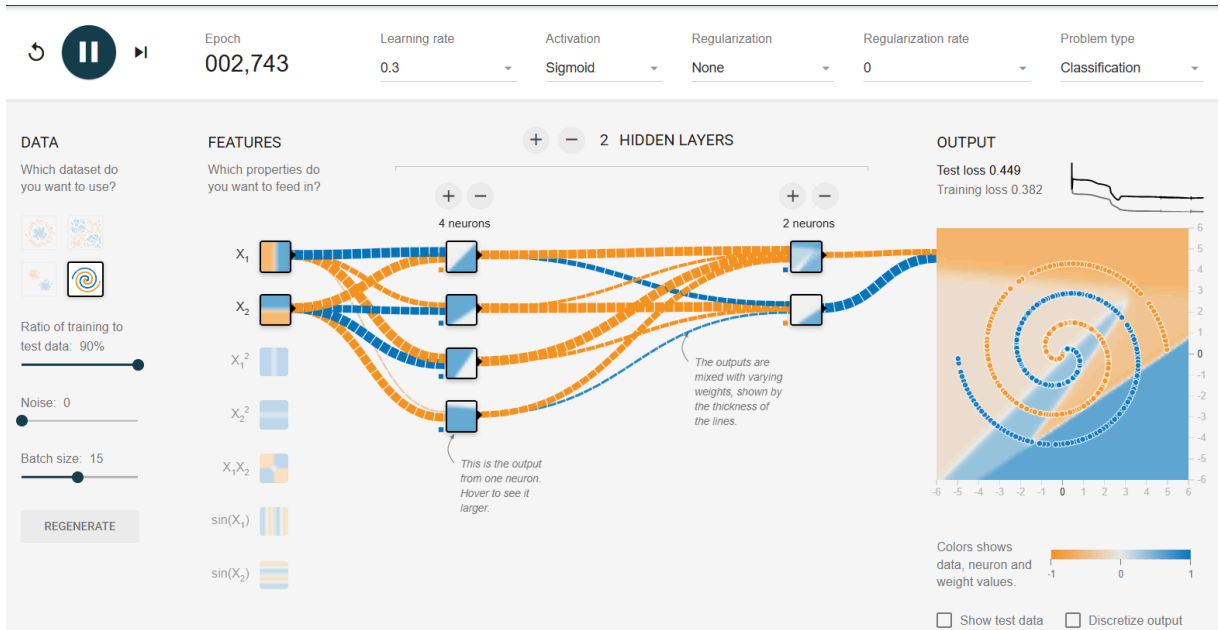 Epoch
002,743
Learning rate
0.3
Activation
Sigmoid
Regularization
None
Regularization rate
0
Problem type
Classification
DATA
Which dataset do
you want to use?
Ratio of training to
test data: 90%
Noise: 0
Batch size: 15
REGENERATE
FEATURES
Which properties do
you want to feed in?
X1
X2
X1²
X2²
X1X2
sin(X1)
sin(X2)
+ − 2 HIDDEN LAYERS
+ −
4 neurons
+ −
2 neurons
This is the output
from one neuron.
Hover to see it
larger.
The outputs are
mixed with varying
weights, shown by
the thickness of
the lines.
OUTPUT
Test loss 0.449
Training loss 0.382
6
5
4
3
2
1
0
-1
-2
-3
-4
-5
-6
-6 -5 -4 -3 -2 -1 0 1 2 3 4 5 6
Colors shows
data, neuron and
weight values.
-1 0 1
Show test data Discretize output